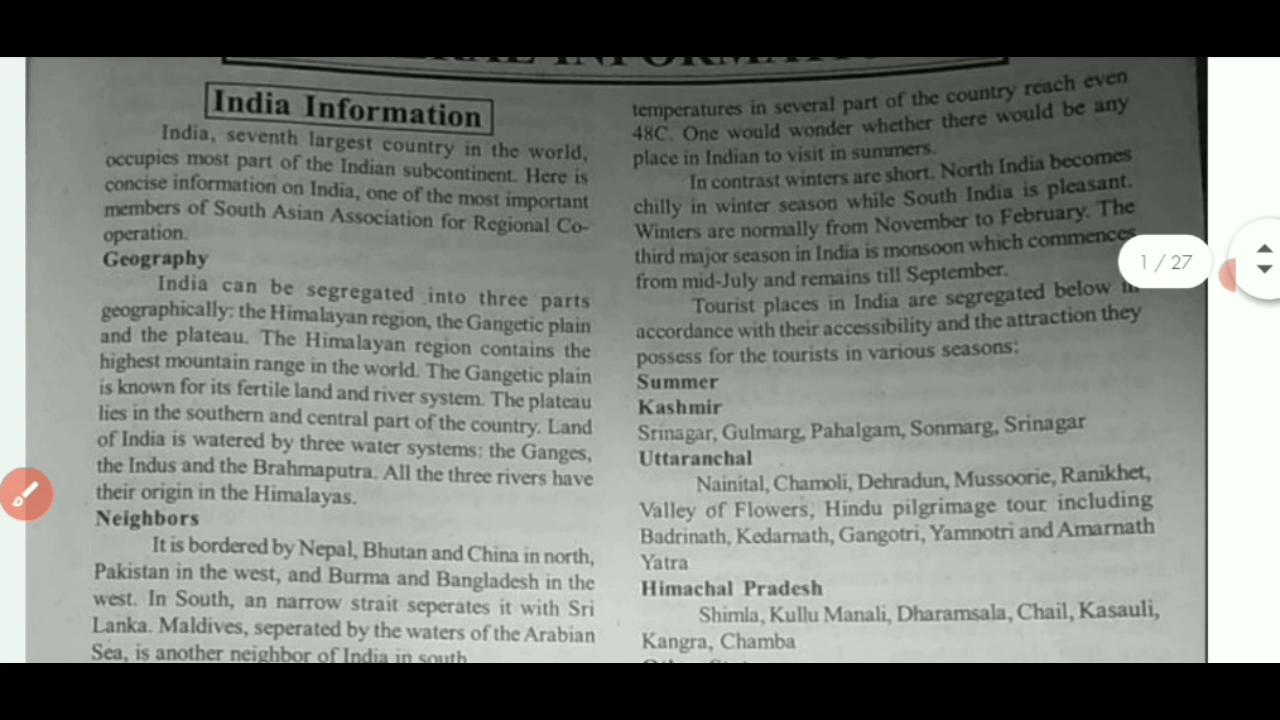 India Information
India, seventh largest country in the world,
occupies most part of the Indian subcontinent. Here is
concise information on India, one of the most important
members of South Asian Association for Regional Co-
operation.
Geography
India can be segregated into three parts
geographically: the Himalayan region, the Gangetic plain
and the plateau. The Himalayan region contains the
highest mountain range in the world. The Gangetic plain
is known for its fertile land and river system. The plateau
lies in the southern and central part of the country. Land
of India is watered by three water systems: the Ganges,
the Indus and the Brahmaputra. All the three rivers have
their origin in the Himalayas.
Neighbors
It is bordered by Nepal, Bhutan and China in north,
Pakistan in the west, and Burma and Bangladesh in the
west. In South, an narrow strait seperates it with Sri
Lanka. Maldives, seperated by the waters of the Arabian
Sea, is another neighbor of India in south
temperatures in several part of the country reach even
48C. One would wonder whether there would be any
place in Indian to visit in summers.
In contrast winters are short. North India becomes
chilly in winter season while South India is pleasant.
Winters are normally from November to February. The
third major season in India is monsoon which commences
from mid-July and remains till September.
Tourist places in India are segregated below in
accordance with their accessibility and the attraction they
possess for the tourists in various seasons:
Summer
Kashmir
Srinagar, Gulmarg, Pahalgam, Sonmarg, Srinagar
Uttaranchal
Nainital, Chamoli, Dehradun, Mussoorie, Ranikhet,
Valley of Flowers, Hindu pilgrimage tour including
Badrinath, Kedarnath, Gangotri, Yamnotri and Amarnath
Yatra
Himachal Pradesh
Shimla, Kullu Manali, Dharamsala, Chail, Kasauli,
Kangra, Chamba
1 / 27